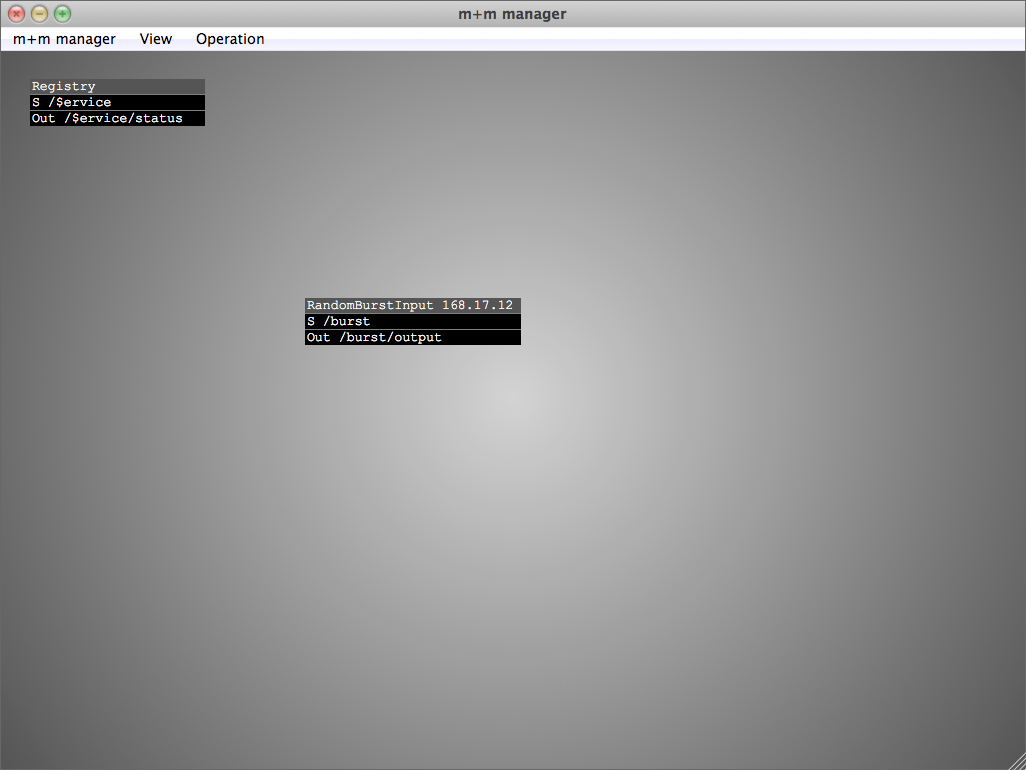 m+m manager
m+m manager View Operation
Registry
S /$ervice
Out /$ervice/status
RandomBurstInput 168.17.12
S /burst
Out /burst/output